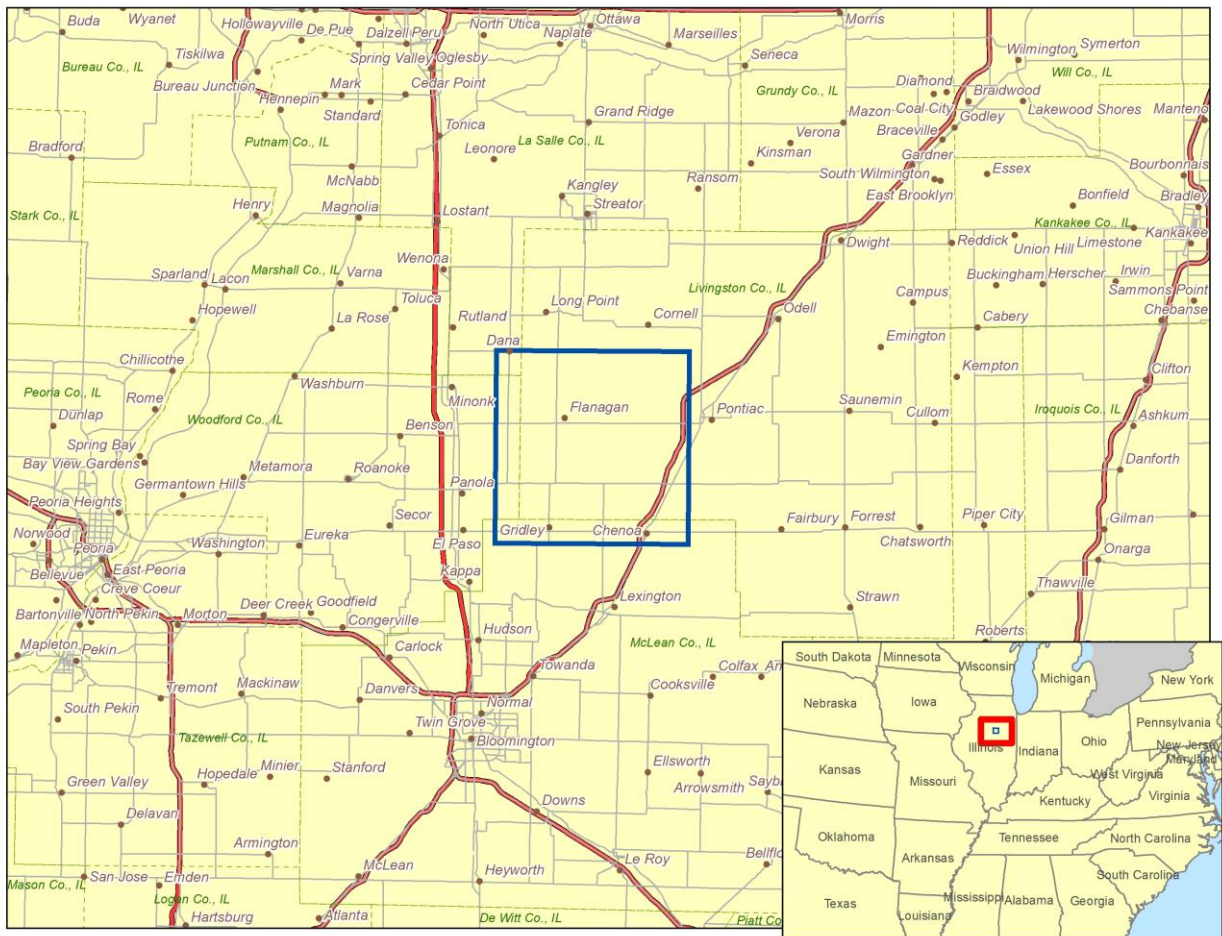 Buda
Wyanet
Hollowayville
De Pue
Dalzell
Peru
North Utica
Ottawa
Naplate
Marseilles
Morris
Tiskilwa
Spring Valley
Oglesby
Seneca
Wilmington
Symerton
Bureau Co., IL
Will Co., IL
Bureau Junction
Mark
Cedar Point
Grundy Co., IL
Diamond
Braidwood
Hennepin
Standard
Coal City
Lakewood Shores
Manteno
Grand Ridge
Mazon
Godley
Bradford
Putnam Co., IL
Tonica
La Salle Co., IL
Verona
Braceville
Leonore
Kinsman
Gardner
McNabb
Ransom
South Wilmington
Essex
Bourbonnais
Kangley
East Brooklyn
Bonfield
Bradley
Stark Co., IL
Henry
Magnolia
Lostant
Streator
Kankakee Co., IL
Dwight
Reddick
Union Hill
Limestone
Kankakee
Wenona
Sparland
Lacon
Marshall Co., IL
Varna
Livingston Co., IL
Buckingham
Herscher
Irwin
Sammons Point
Hopewell
La Rose
Toluca
Rutland
Long Point
Cornell
Odell
Campus
Cabery
Chebanse
Emington
Dana
Chillicothe
Washburn
Minonk
Kempton
Clifton
Peoria Co., IL
Rome
Woodford Co., IL
Flanagan
Pontiac
Saunemin
Cullom
Iroquois Co., IL
Ashkum
Dunlap
Benson
Spring Bay
Bay View Gardens
Metamora
Roanoke
Danforth
Germantown Hills
Panola
Peoria Heights
Secor
Gridley
Chenoa
Fairbury
Forrest
Piper City
Gilman
Norwood
Washington
Eureka
El Paso
Chatsworth
Peoria
Onarga
Bellevue
East Peoria
Kappa
Creve Coeur
Thawville
Bartonville
North Pekin
Morton
Deer Creek
Goodfield
Congerville
Lexington
Strawn
Mapleton
Pekin
Carlock
Hudson
McLean Co., IL
Roberts
Towanda
Colfax
Tremont
Mackinaw
Danvers
Normal
Cooksville
South Pekin
Twin Grove
Tazewell Co., IL
Bloomington
Green Valley
Hopedale
Minier
Stanford
Ellsworth
Arrowsmith
Delavan
Downs
Armington
McLean
Heyworth
Le Roy
Mason Co., IL
San Jose
Emden
Logan Co., IL
Hartsburg
Atlanta
De Witt Co., IL
South Dakota
Minnesota
Wisconsin
Michigan
New York
Nebraska
Iowa
Pennsylvania
Illinois
Indiana
Ohio
New Jersey
Maryland
Kansas
Missouri
West Virginia
Kentucky
Virginia
Oklahoma
Tennessee
North Carolina
Arkansas
South Carolina
Texas
Louisiana
Mississippi
Alabama
Georgia